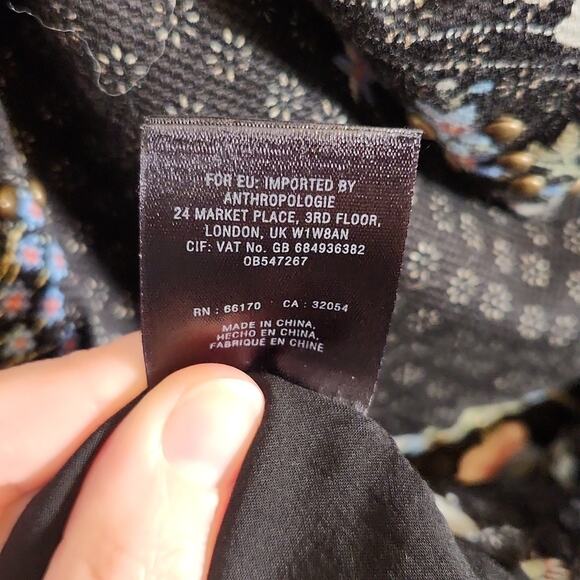 FOR EU: IMPORTED BY
ANTHROPOLOGIE
24 MARKET PLACE, 3RD FLOOR,
LONDON, UK W1W8AN
CIF: VAT No. GB 684936382
OB547267
RN : 66170 CA : 32054
MADE IN CHINA,
HECHO EN CHINA,
FABRIQUE EN CHINE